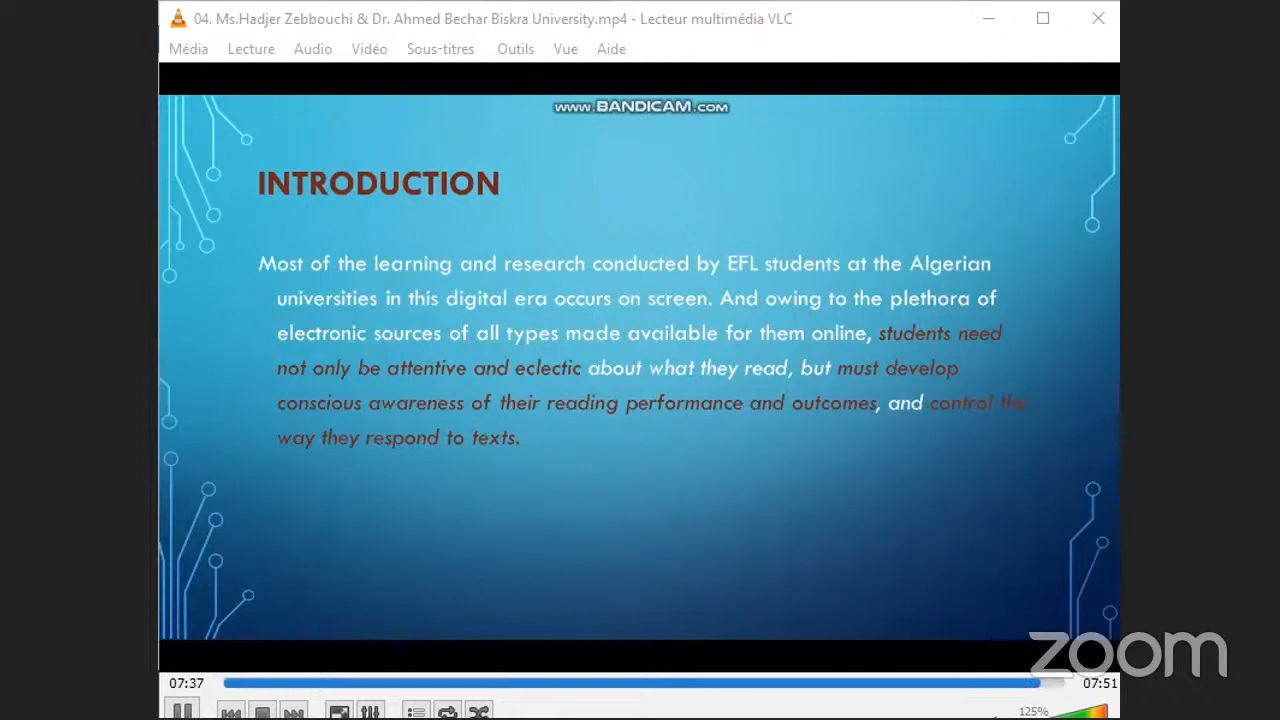 04. Ms.Hadjer Zebbouchi & Dr. Ahmed Bechar Biskra University.mp4 - Lecteur multimédia VLC
Média Lecture Audio Vidéo Sous-titres Outils Vue Aide
www.BANDICAM.com
INTRODUCTION
Most of the learning and research conducted by EFL students at the Algerian
universities in this digital era occurs on screen. And owing to the plethora of
electronic sources of all types made available for them online, students need
not only be attentive and eclectic about what they read, but must develop
conscious awareness of their reading performance and outcomes, and control the
way they respond to texts.
zoom
07:37 07:51
125%